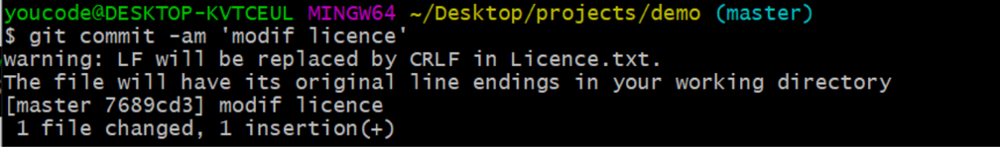 youcode@DESKTOP-KVTCEUL MINGW64 ~/Desktop/projects/demo (master)
$ git commit -am 'modif licence'
warning: LF will be replaced by CRLF in Licence.txt.
The file will have its original line endings in your working directory
[master 7689cd3] modif licence
 1 file changed, 1 insertion(+)